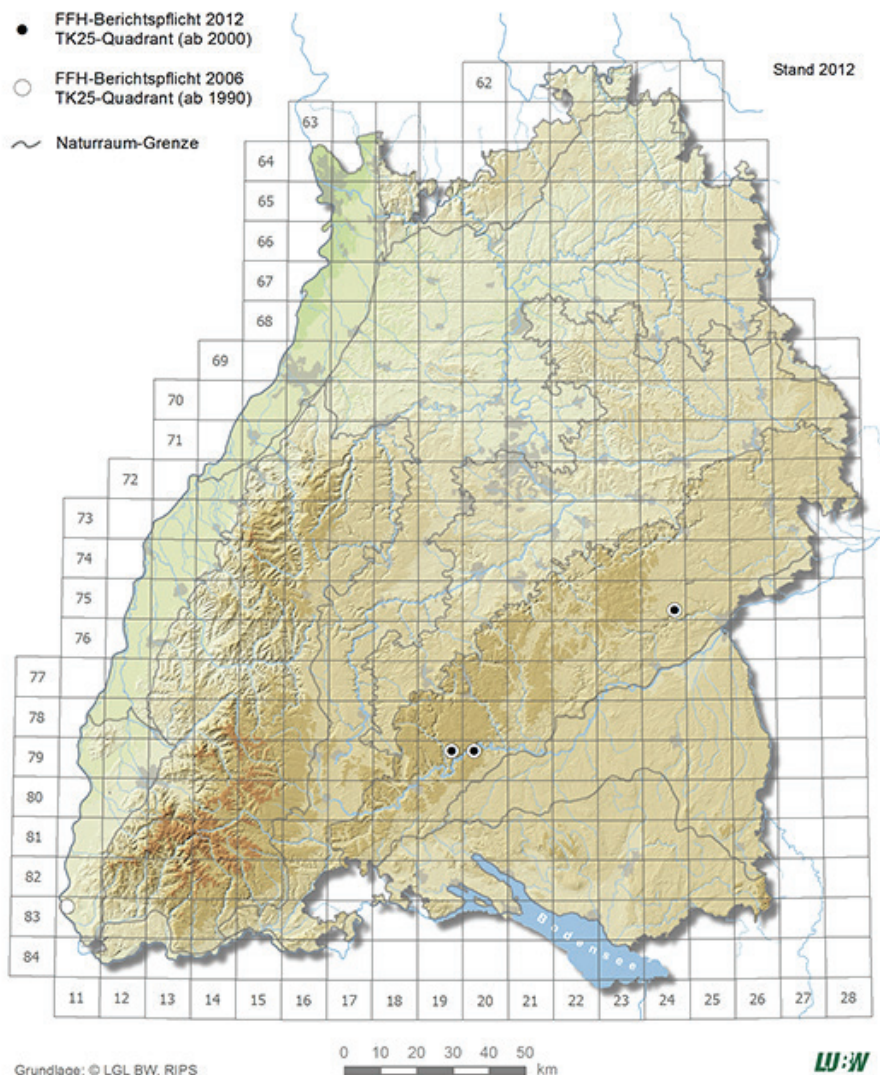 FFH-Berichtspflicht 2012
TK25-Quadrant (ab 2000)
FFH-Berichtspflicht 2006
TK25-Quadrant (ab 1990)
Naturraum-Grenze
Stand 2012
62
63
64
65
66
67
68
69
70
71
72
73
74
75
76
77
78
79
80
81
82
83
84
Bodensee
11 12 13 14 15 16 17 18 19 20 21 22 23 24 25 26 27 28
0 10 20 30 40 50
km
Grundlage: © LGL BW, RIPS
LUBW